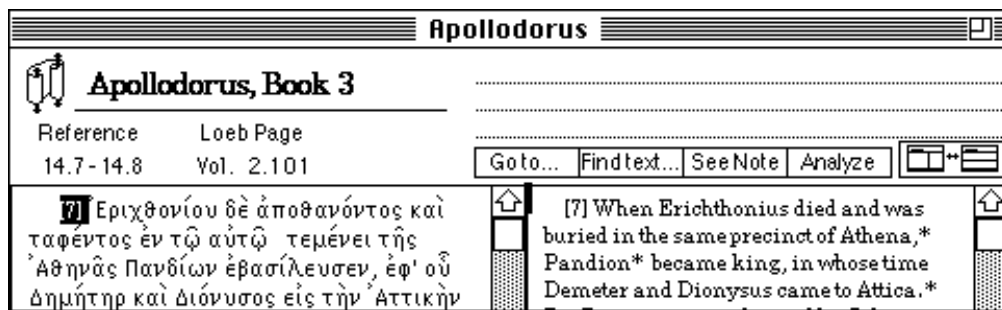 Apollodorus
Apollodorus, Book 3
Reference Loeb Page
14.7 - 14.8 Vol. 2.101
Go to... Find text... See Note Analyze
[7] Ἐριχθονίου δὲ ἀποθανόντος καὶ
ταφέντος ἐν τῷ αὐτῷ τεμένει τῆς
Ἀθηνᾶς Πανδίων ἐβασίλευσεν, ἐφ' οὗ
Δημήτηρ καὶ Διόνυσος εἰς τὴν Ἀττικὴν
[7] When Erichthonius died and was
buried in the same precinct of Athena,*
Pandion* became king, in whose time
Demeter and Dionysus came to Attica.*